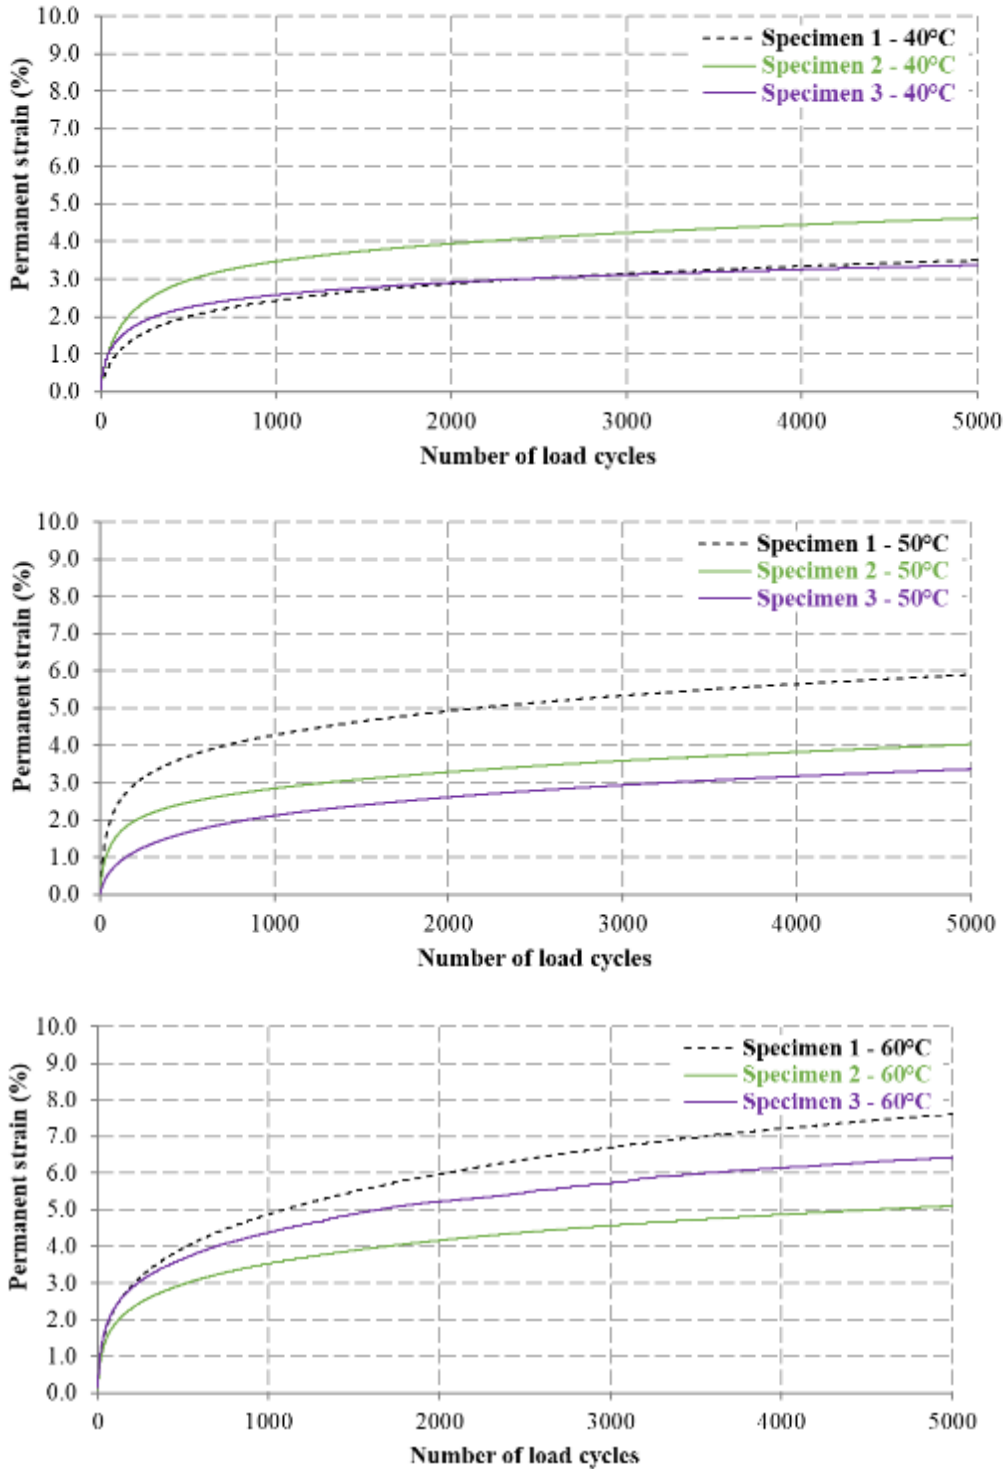 10.0
9.0
8.0
7.0
6.0
5.0
4.0
3.0
2.0
1.0
0.0
Permanent strain (%)
Specimen 1 - 40°C
Specimen 2 - 40°C
Specimen 3 - 40°C
0 1000 2000 3000 4000 5000
Number of load cycles
10.0
9.0
8.0
7.0
6.0
5.0
4.0
3.0
2.0
1.0
0.0
Permanent strain (%)
Specimen 1 - 50°C
Specimen 2 - 50°C
Specimen 3 - 50°C
0 1000 2000 3000 4000 5000
Number of load cycles
10.0
9.0
8.0
7.0
6.0
5.0
4.0
3.0
2.0
1.0
0.0
Permanent strain (%)
Specimen 1 - 60°C
Specimen 2 - 60°C
Specimen 3 - 60°C
0 1000 2000 3000 4000 5000
Number of load cycles